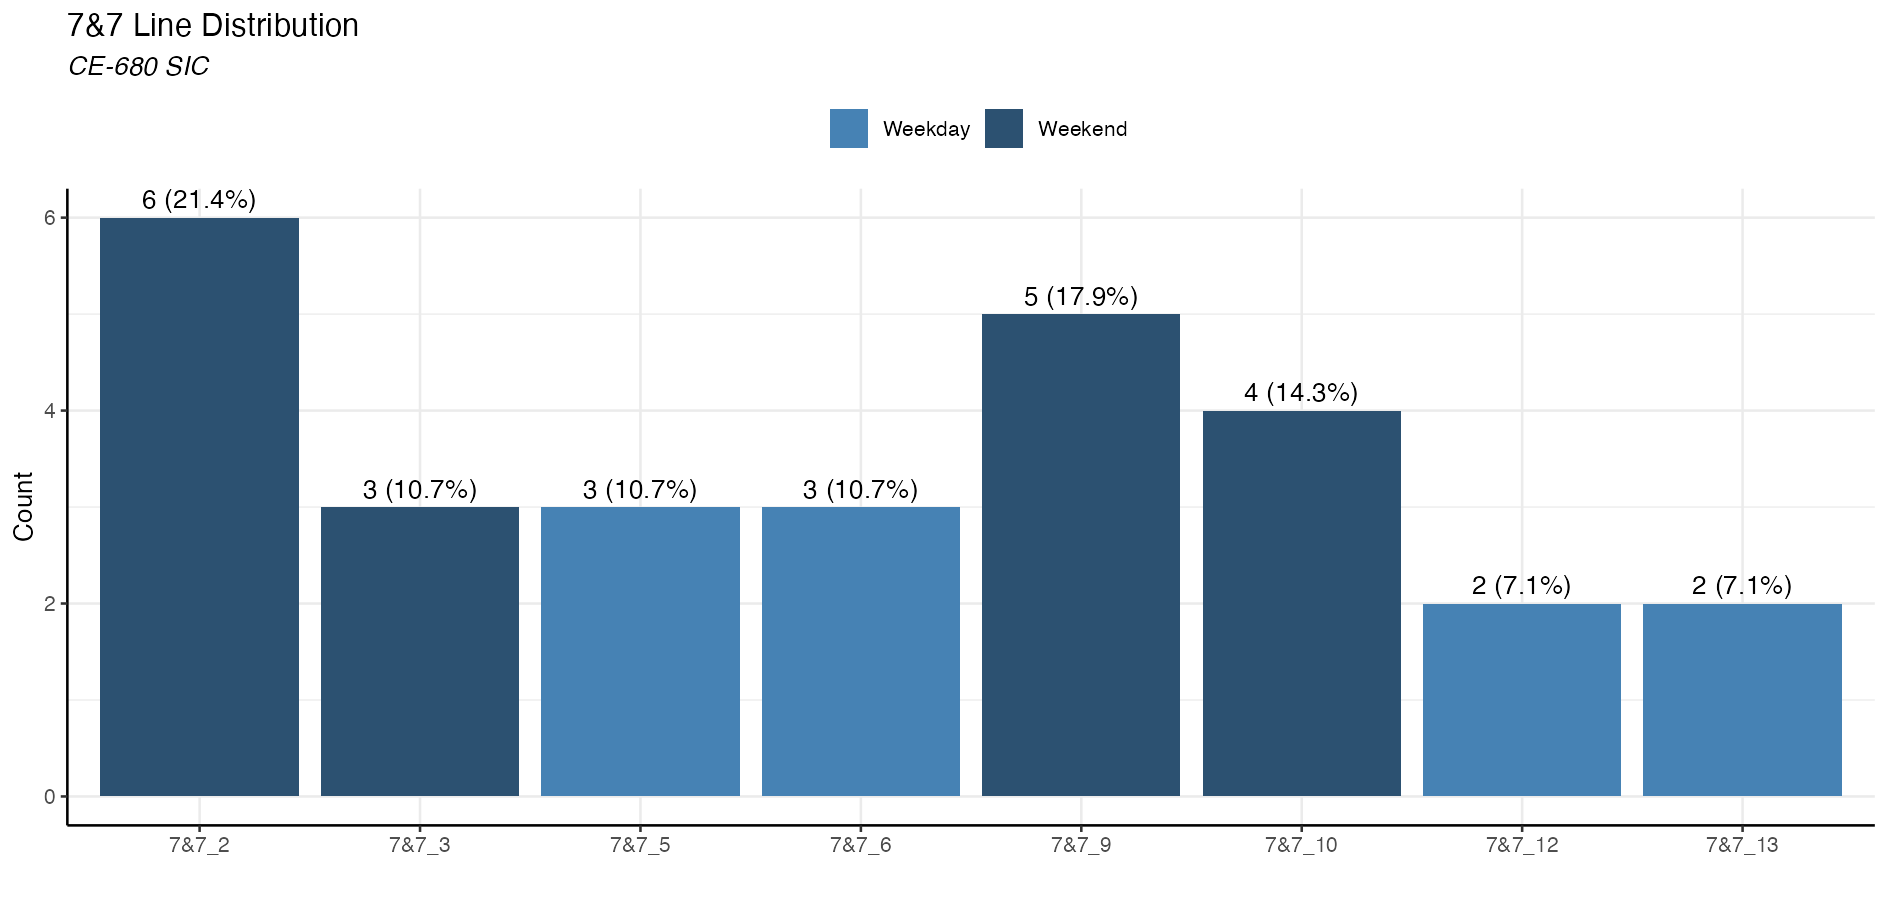 7&7 Line Distribution
CE-680 SIC
Weekday Weekend
6 (21.4%)
3 (10.7%)
3 (10.7%)
3 (10.7%)
5 (17.9%)
4 (14.3%)
2 (7.1%)
2 (7.1%)
Count
6
4
2
0
7&7_2 7&7_3 7&7_5 7&7_6 7&7_9 7&7_10 7&7_12 7&7_13